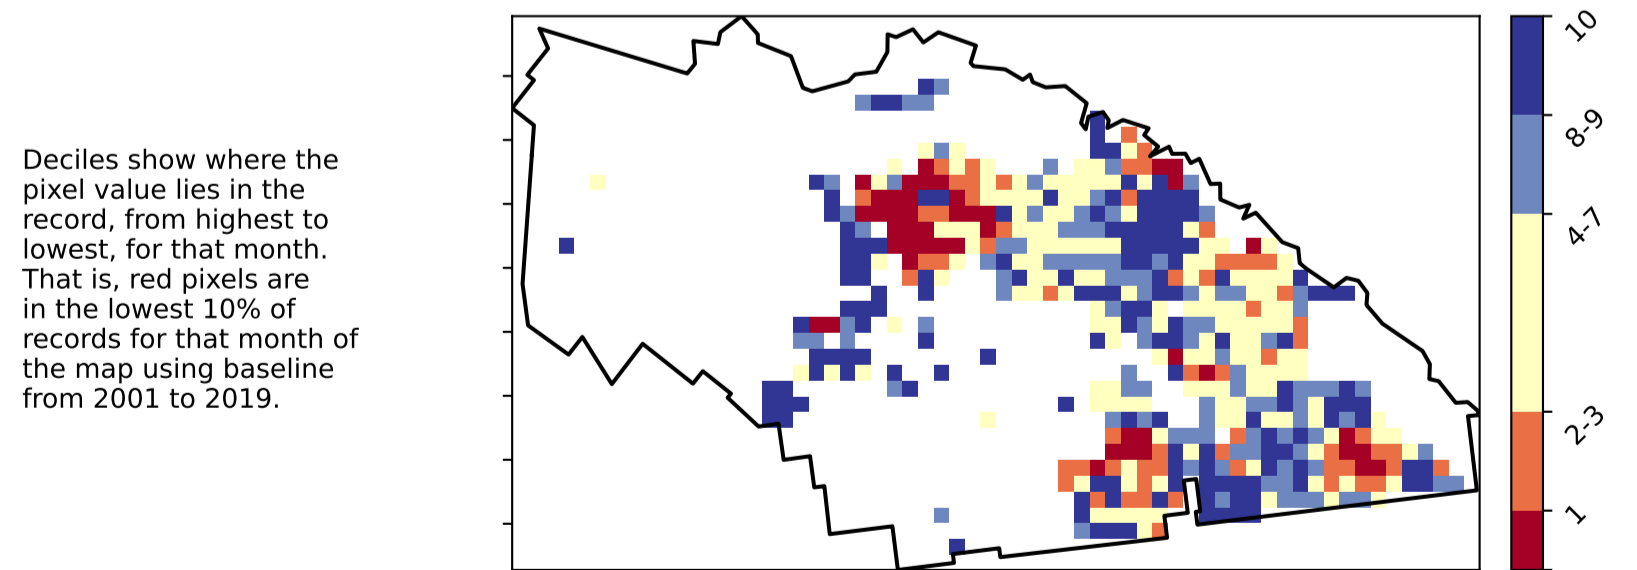 Deciles show where the
pixel value lies in the
record, from highest to
lowest, for that month.
That is, red pixels are
in the lowest 10% of
records for that month of
the map using baseline
from 2001 to 2019.
10
8-9
4-7
2-3
1